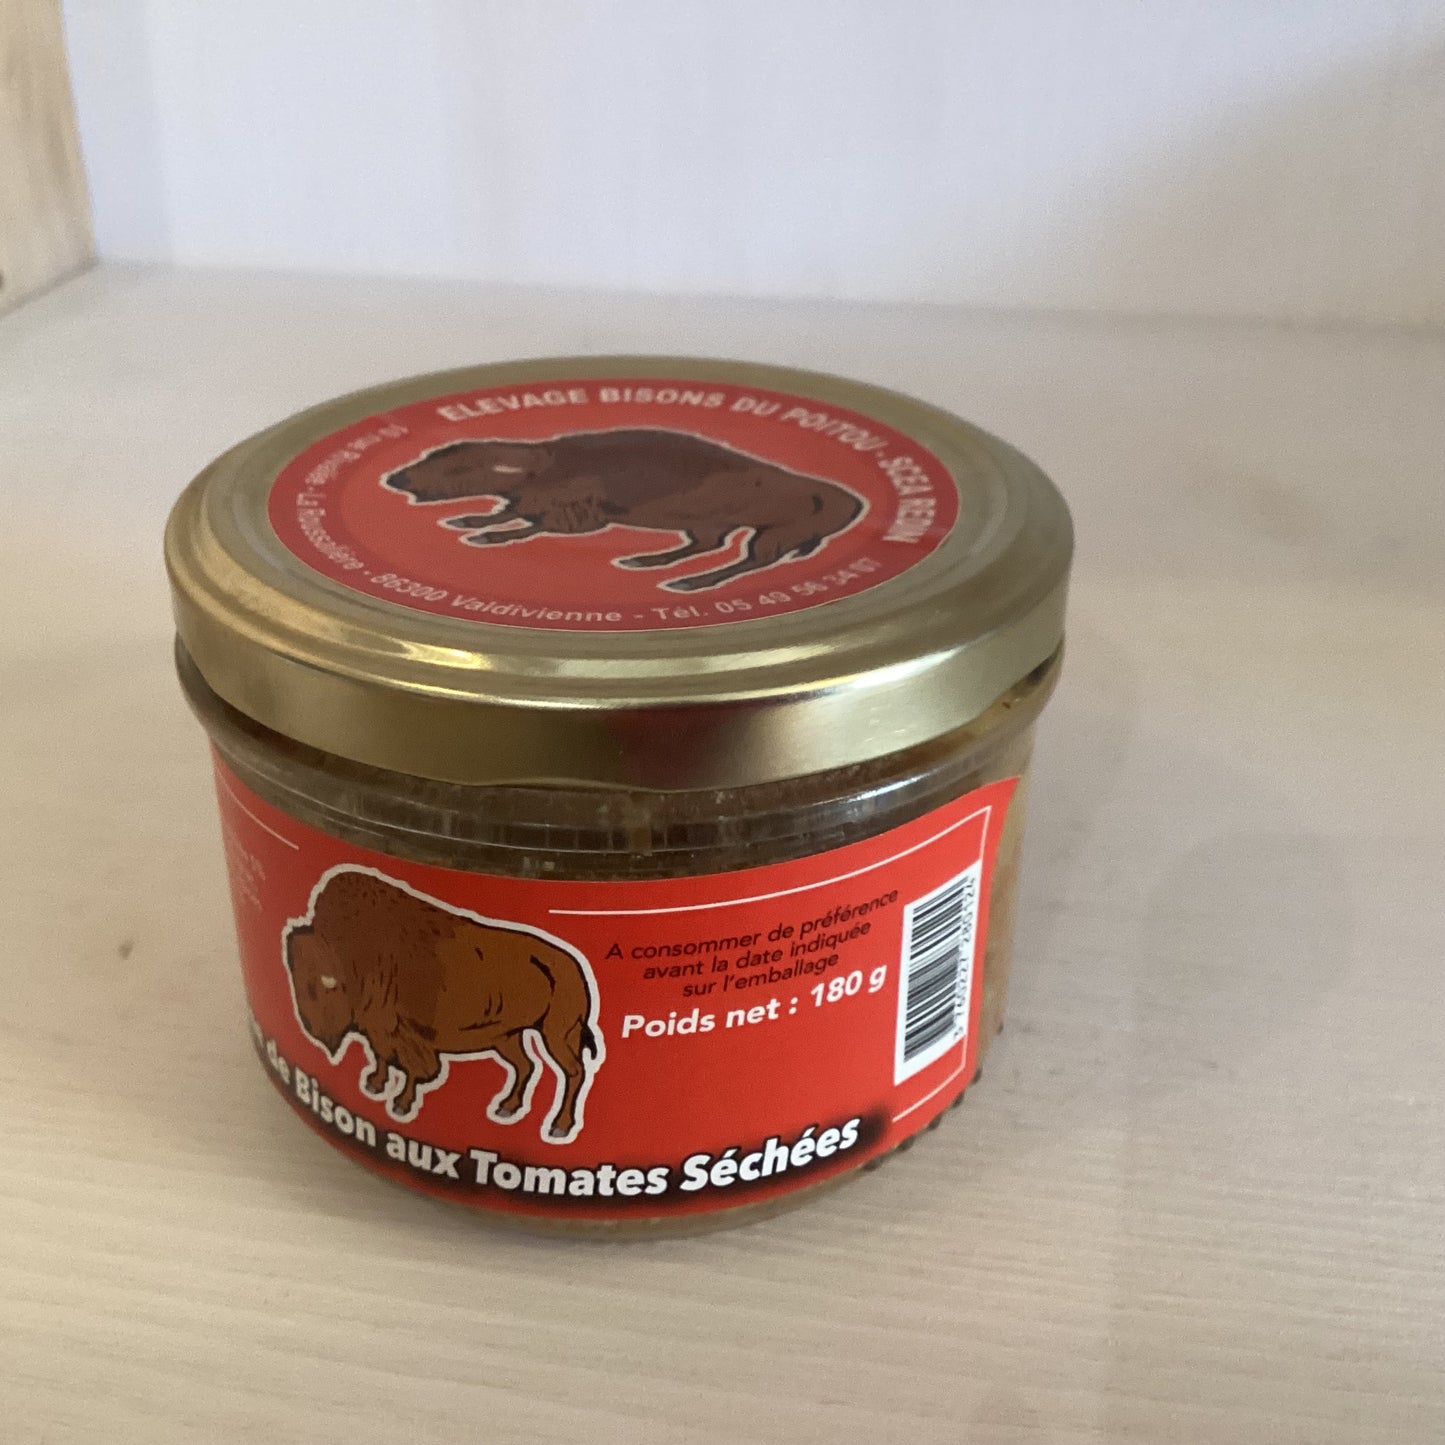 ELEVAGE BISONS DU POITOU - SCEA REDIN
La Roussalière - 86300 Valdivienne - Tél. 05 49 56 34 07
A consommer de préférence
avant la date indiquée
sur l'emballage
Poids net : 180 g
de Bison aux Tomates Séchées